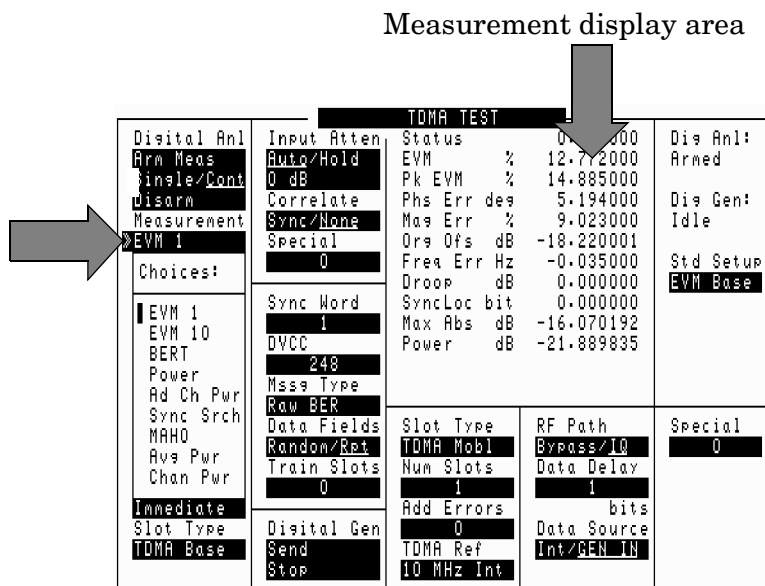 Measurement display area
TDMA TEST
Digital Anl
Arm Meas
Single/Cont
Disarm
Measurement
EVM 1
Choices:
EVM 1
EVM 10
BERT
Power
Ad Ch Pwr
Sync Srch
MAHO
Avg Pwr
Chan Pwr
Immediate
Slot Type
TDMA Base
Input Atten
Auto/Hold
0 dB
Correlate
Sync/None
Special
0
Sync Word
1
DVCC
248
Mssg Type
Raw BER
Data Fields
Random/Rpt
Train Slots
0
Digital Gen
Send
Stop
Status
EVM % 12.772000
Pk EVM % 14.885000
Phs Err deg 5.194000
Mag Err % 9.023000
Org Ofs dB -18.220001
Freq Err Hz -0.035000
Droop dB 0.000000
SyncLoc bit 0.000000
Max Abs dB -16.070192
Power dB -21.889835
Slot Type
TDMA Mobl
Num Slots
1
Add Errors
0
TDMA Ref
10 MHz Int
RF Path
Bypass/IQ
Data Delay
1
bits
Data Source
Int/GEN IN
Dig Anl:
Armed
Dig Gen:
Idle
Std Setup
EVM Base
Special
0